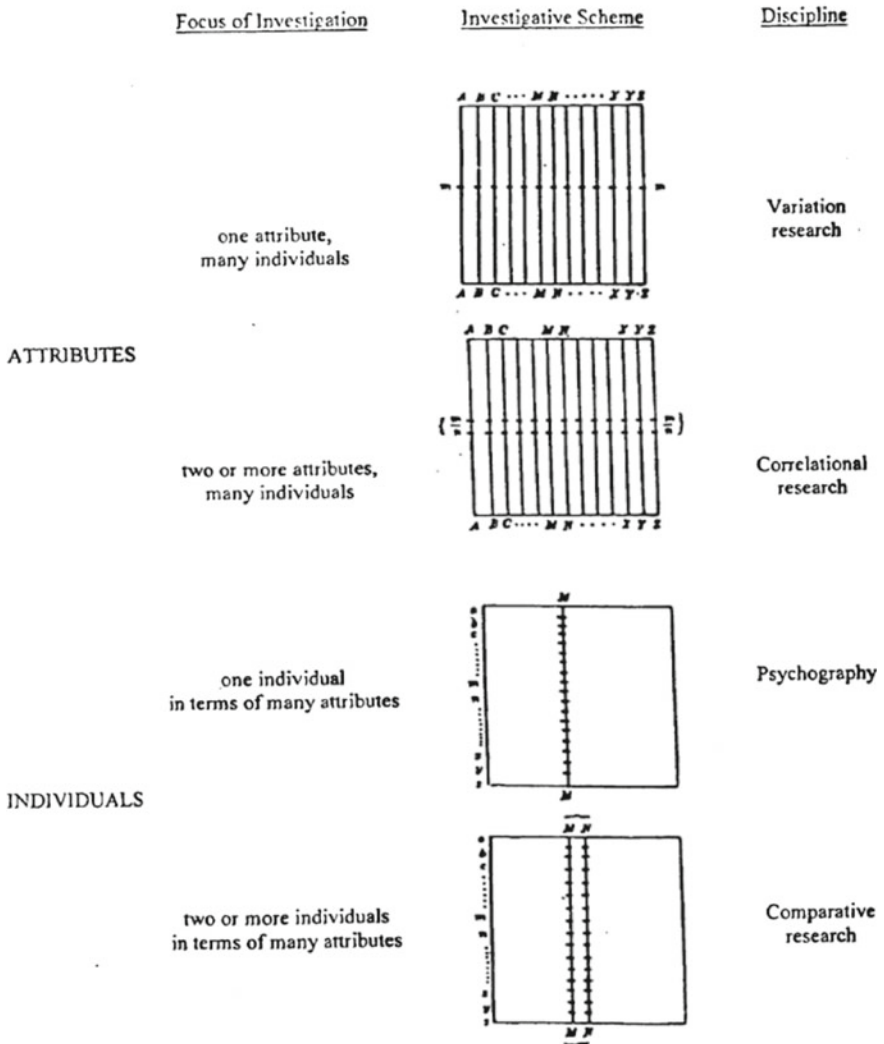 Focus of Investigation
Investigative Scheme
Discipline
A B C ···· M N ····· X Y Z
one attribute,
many individuals
Variation
research
A B C ···· M N ····· X Y · Z
ATTRIBUTES
A B C M N X Y Z
two or more attributes,
many individuals
Correlational
research
A B C ···· M N ····· X Y Z
M
one individual
in terms of many attributes
Psychography
M
INDIVIDUALS
M N
a
b
c
two or more individuals
in terms of many attributes
Comparative
research
M N